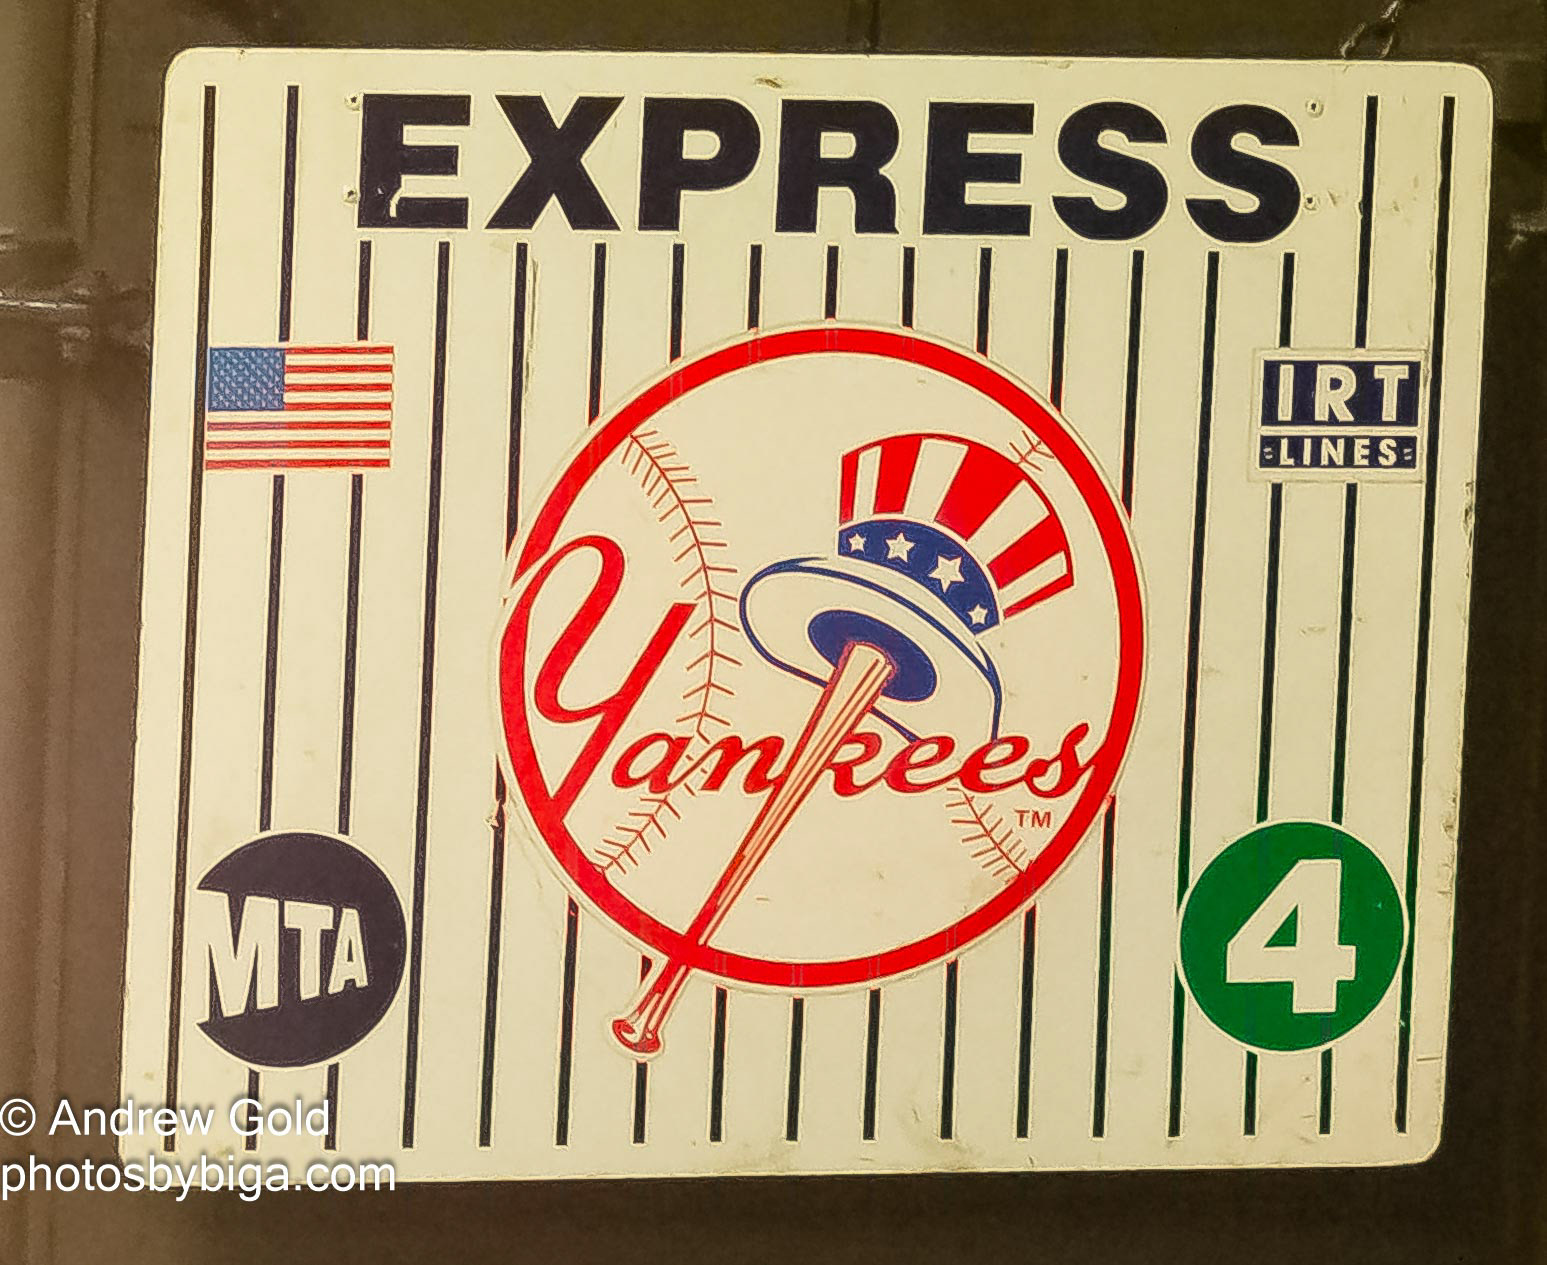 EXPRESS
IRT
LINES
Yankees
TM
MTA
4
© Andrew Gold
photosbybiga.com